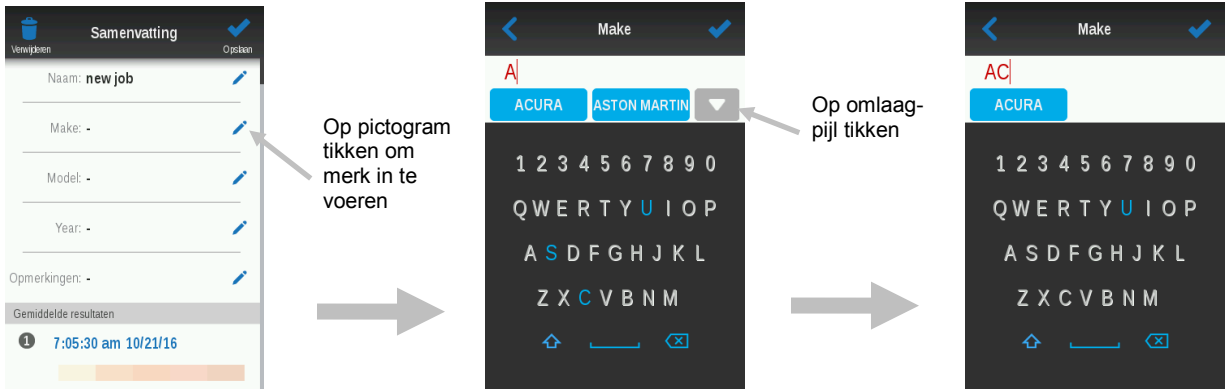 Samenvatting
Verwijderen
Opslaan
Naam: new job
Make: -
Model: -
Year: -
Opmerkingen: -
Gemiddelde resultaten
1 7:05:30 am 10/21/16
Op pictogram
tikken om
merk in te
voeren
Make
A
ACURA ASTON MARTIN
1 2 3 4 5 6 7 8 9 0
Q W E R T Y U I O P
A S D F G H J K L
Z X C V B N M
Op omlaag-
pijl tikken
Make
AC
ACURA
1 2 3 4 5 6 7 8 9 0
Q W E R T Y U I O P
A S D F G H J K L
Z X C V B N M